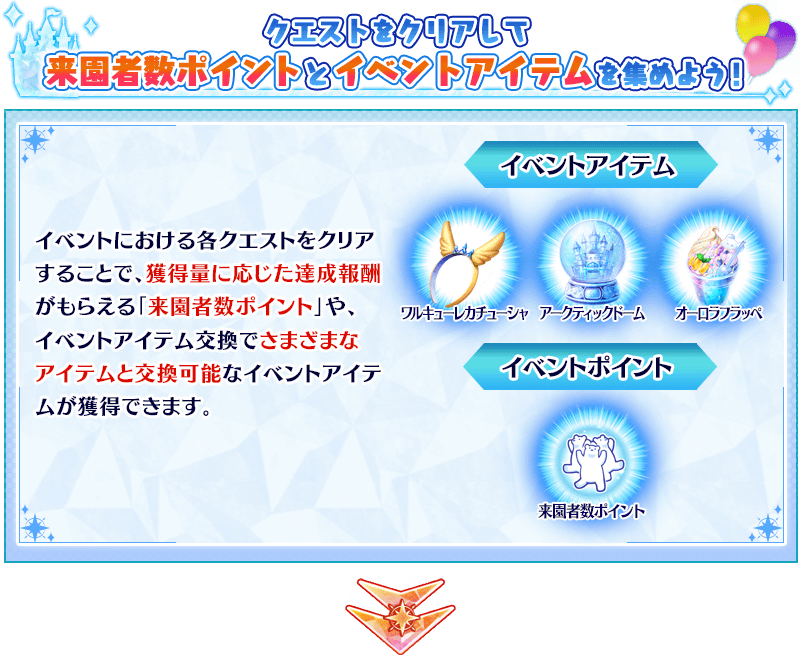 クエストをクリアして
来園者数ポイントとイベントアイテムを集めよう!
イベントアイテム
イベントにおける各クエストをクリア
することで、獲得量に応じた達成報酬
がもらえる「来園者数ポイント」や、
イベントアイテム交換でさまざまな
アイテムと交換可能なイベントアイテ
ムが獲得できます。
ワルキューレカチューシャ
アークティックドーム
オーロラフラッペ
イベントポイント
来園者数ポイント